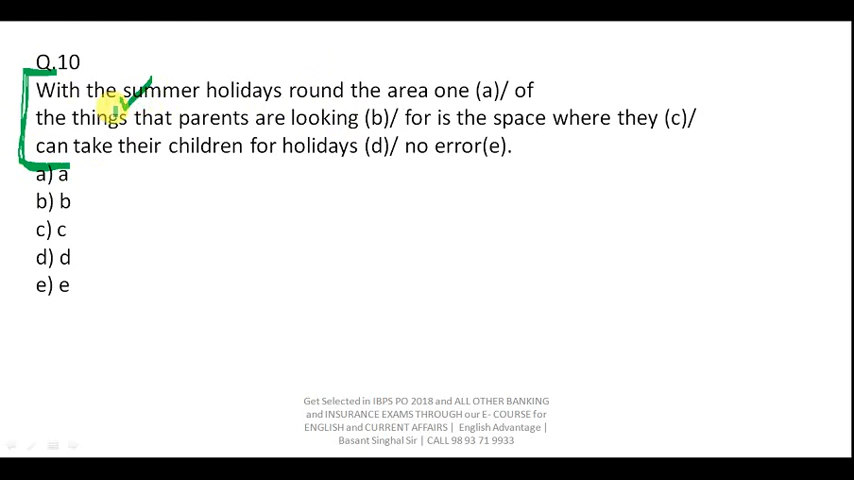 Q.10
With the summer holidays round the area one (a)/ of
the things that parents are looking (b)/ for is the space where they (c)/
can take their children for holidays (d)/ no error(e).
a) a
b) b
c) c
d) d
e) e
Get Selected in IBPS PO 2018 and ALL OTHER BANKING
and INSURANCE EXAMS THROUGH our E- COURSE for
ENGLISH and CURRENT AFFAIRS | English Advantage |
Basant Singhal Sir | CALL 98 93 71 9933